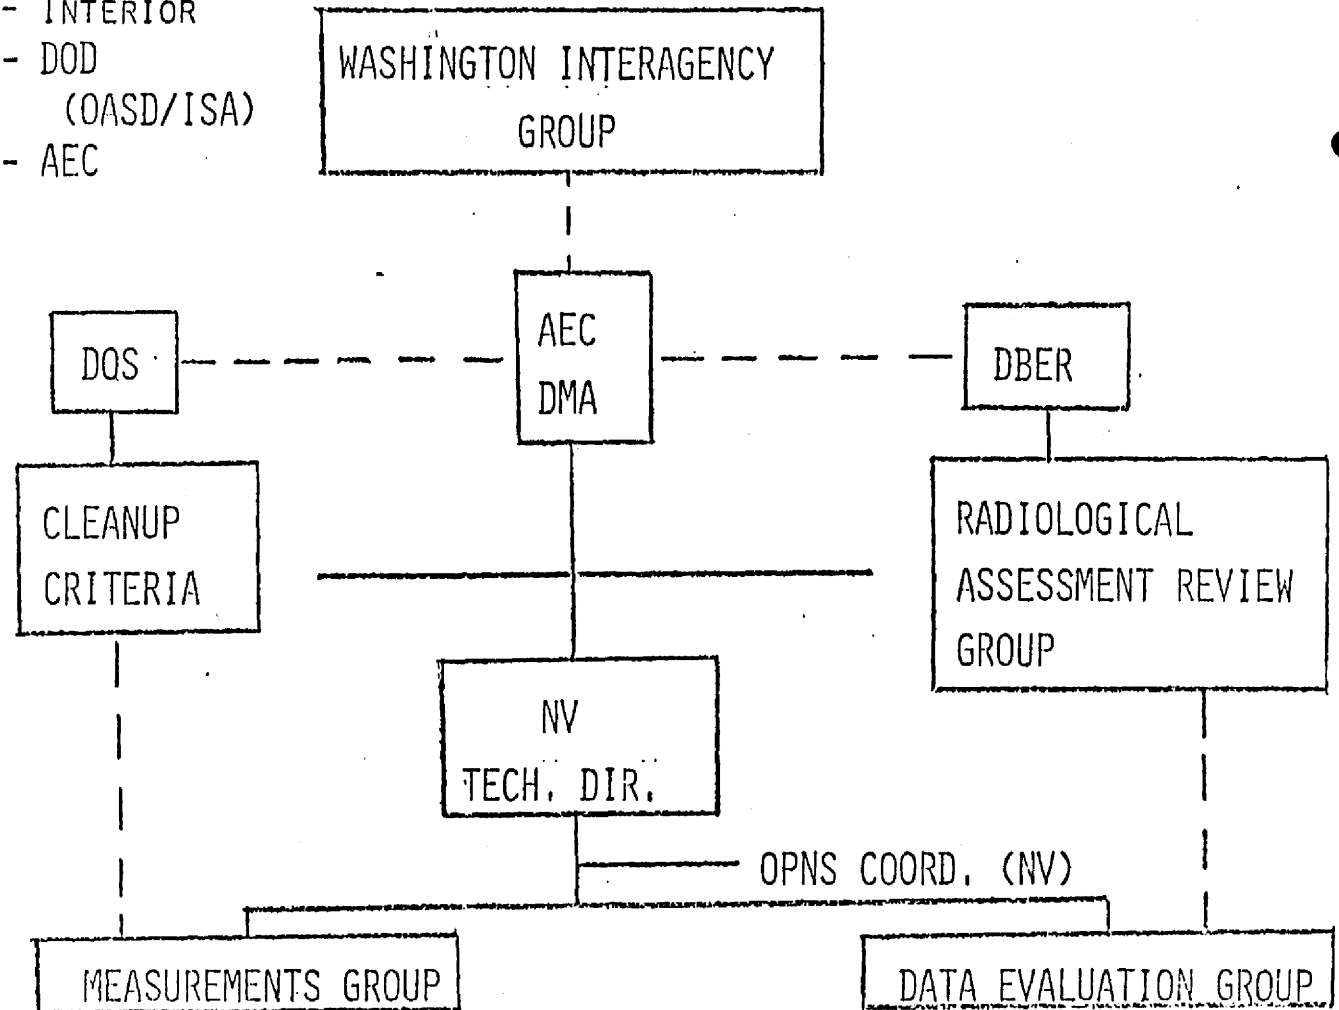 - INTERIOR
- DOD
(OASD/ISA)
- AEC
WASHINGTON INTERAGENCY
GROUP
DOS
AEC
DMA
DBER
CLEANUP
CRITERIA
RADIOLOGICAL
ASSESSMENT REVIEW
GROUP
NV
TECH. DIR.
OPNS COORD. (NV)
MEASUREMENTS GROUP
DATA EVALUATION GROUP